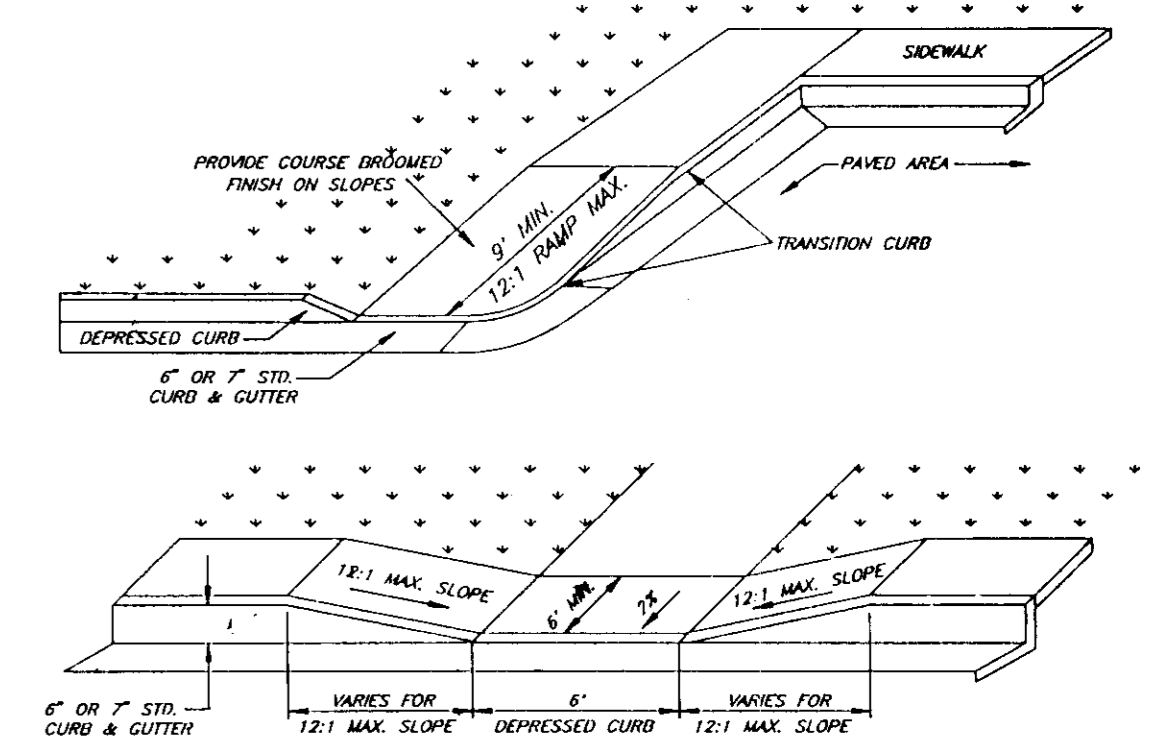 SIDEWALK
PROVIDE COURSE BROOMED
FINISH ON SLOPES
PAVED AREA
9' MIN.
12:1 RAMP MAX.
TRANSITION CURB
DEPRESSED CURB
6" OR 7" STD.
CURB & GUTTER
12:1 MAX. SLOPE
6' MIN.
2%
12:1 MAX. SLOPE
6" OR 7" STD.
CURB & GUTTER
VARIES FOR
12:1 MAX. SLOPE
6'
DEPRESSED CURB
VARIES FOR
12:1 MAX. SLOPE